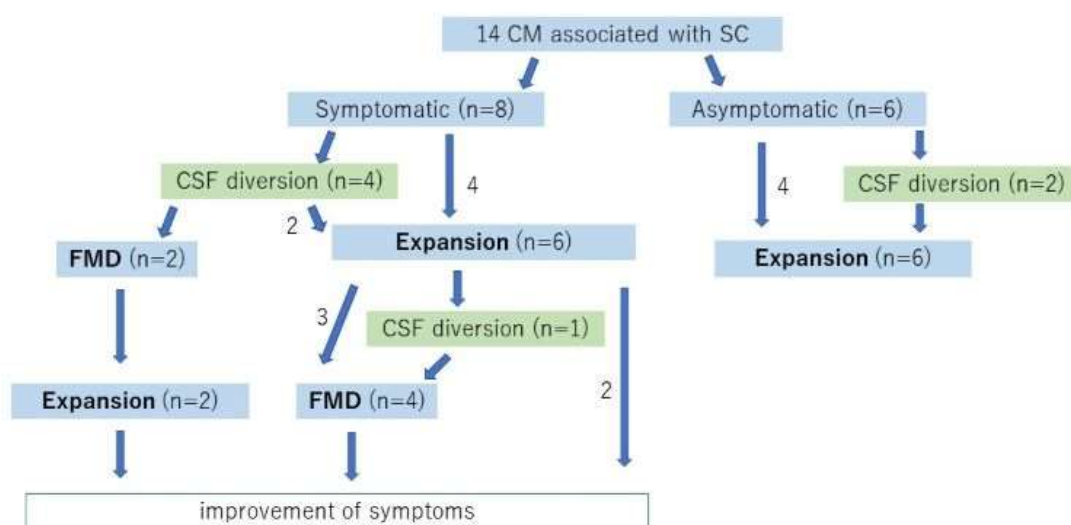 14 CM associated with SC
Symptomatic (n=8)
Asymptomatic (n=6)
CSF diversion (n=4)
4
4
CSF diversion (n=2)
2
FMD (n=2)
Expansion (n=6)
Expansion (n=6)
3
CSF diversion (n=1)
2
Expansion (n=2)
FMD (n=4)
improvement of symptoms